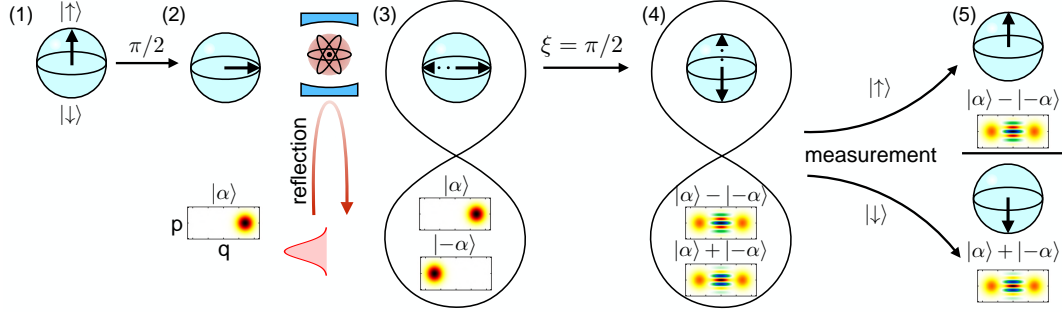 (1)
|↑⟩
|↓⟩
π/2
(2)
|α⟩
p
q
reflection
(3)
|α⟩
|−α⟩
ξ = π/2
(4)
|α⟩ − |−α⟩
|α⟩ + |−α⟩
|↑⟩
measurement
|↓⟩
(5)
|α⟩ − |−α⟩
|α⟩ + |−α⟩